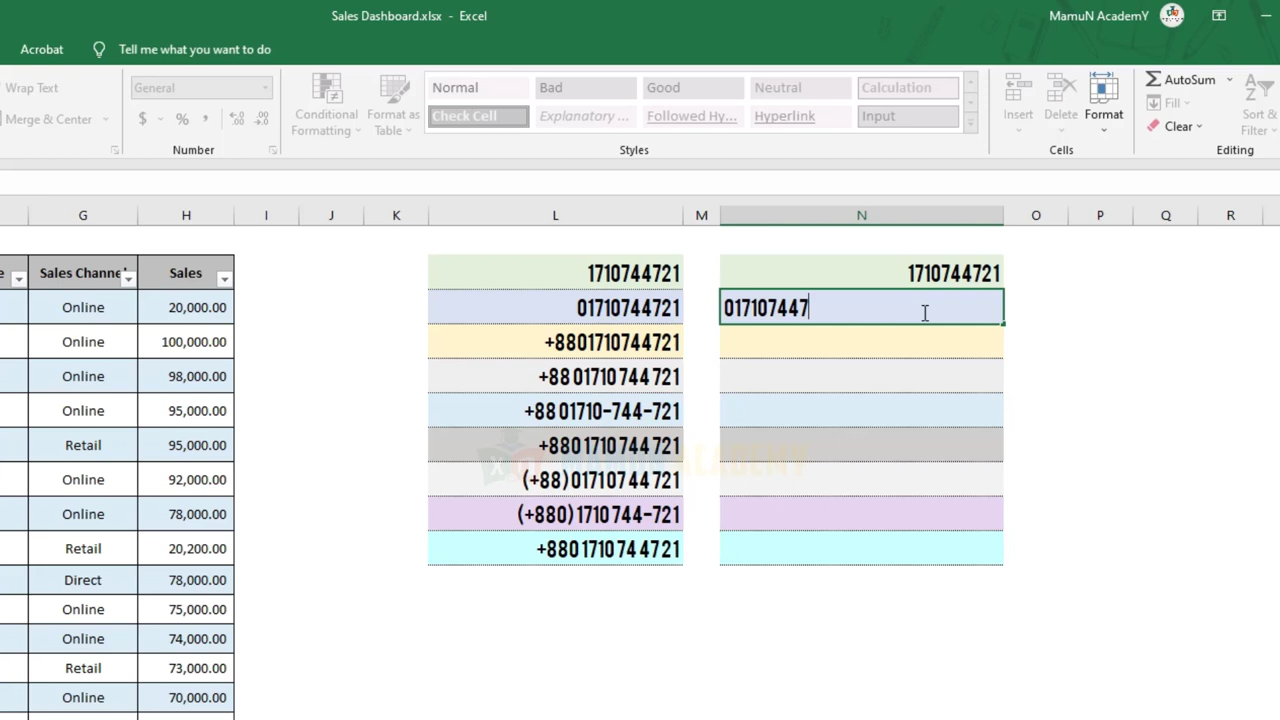 Sales Dashboard.xlsx - Excel
MamuN AcademY
Acrobat
Tell me what you want to do
Wrap Text
Merge & Center
General
$ % ,
Number
Conditional Formatting
Format as Table
Normal Bad Good Neutral Calculation
Check Cell Explanatory ... Followed Hy... Hyperlink Input
Styles
Insert Delete Format
Cells
AutoSum
Fill
Clear
Sort & Filter
Editing
G H I J K L M N O P Q R
e Sales Channel Sales
Online 20,000.00
Online 100,000.00
Online 98,000.00
Online 95,000.00
Retail 95,000.00
Online 92,000.00
Online 78,000.00
Retail 20,200.00
Direct 78,000.00
Online 75,000.00
Online 74,000.00
Retail 73,000.00
Online 70,000.00
1710744721
01710744721
+8801710744721
+88 01710 744 721
+88 01710-744-721
+880 1710 744 721
(+88) 01710 744 721
(+880) 1710 744-721
+880 1710 74 4721
1710744721
017107447
ACADEMY